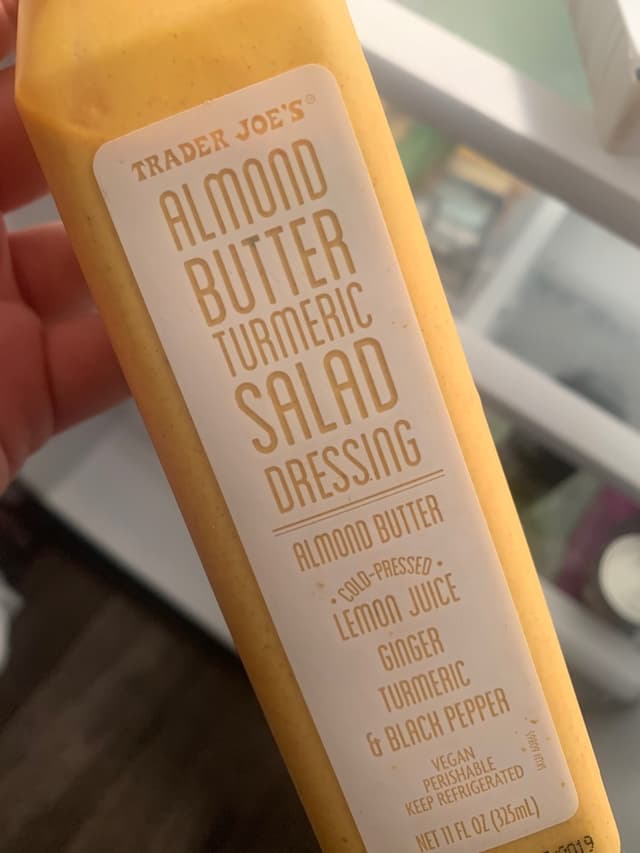 TRADER JOE'S®
ALMOND
BUTTER
TURMERIC
SALAD
DRESSING
ALMOND BUTTER
• COLD-PRESSED •
LEMON JUICE
GINGER
TURMERIC
& BLACK PEPPER
VEGAN
PERISHABLE
KEEP REFRIGERATED
NET 11 FL OZ (325mL)